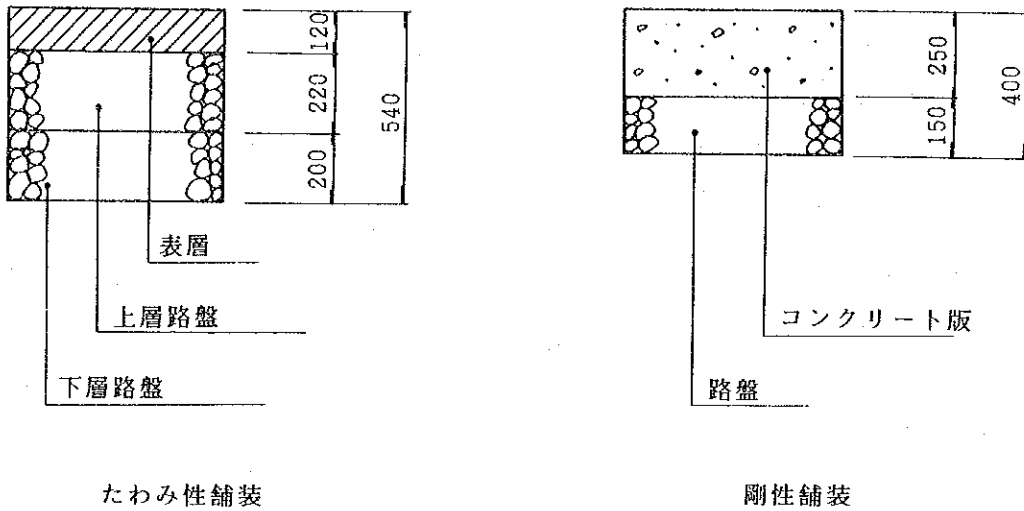 120
220
200
540
表層
上層路盤
下層路盤
たわみ性舗装
250
150
400
コンクリート版
路盤
剛性舗装